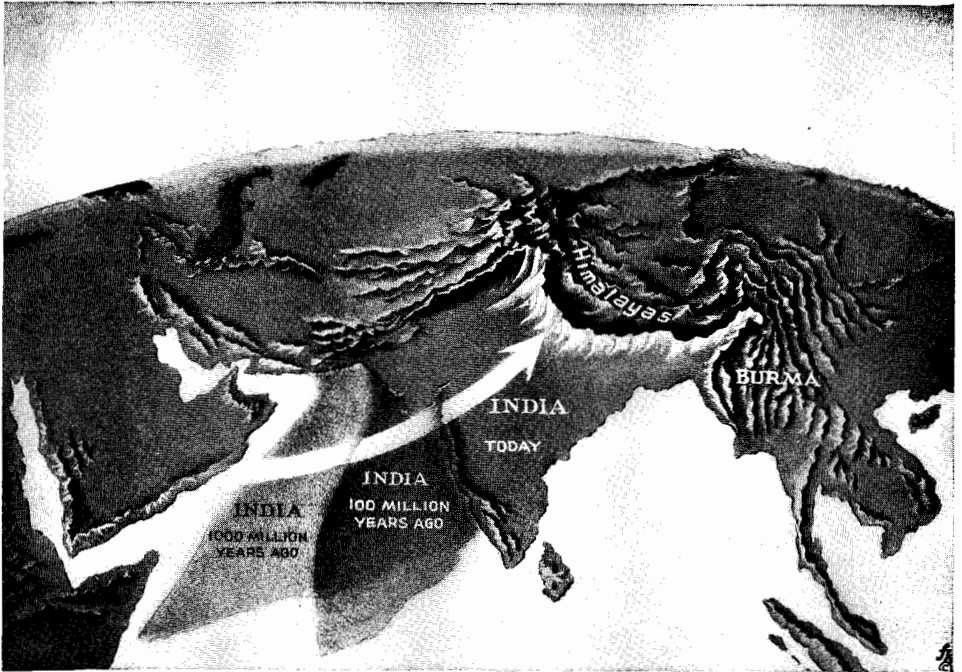 Himalayas
BURMA
INDIA
TODAY
INDIA
100 MILLION
YEARS AGO
INDIA
1000 MILLION
YEARS AGO